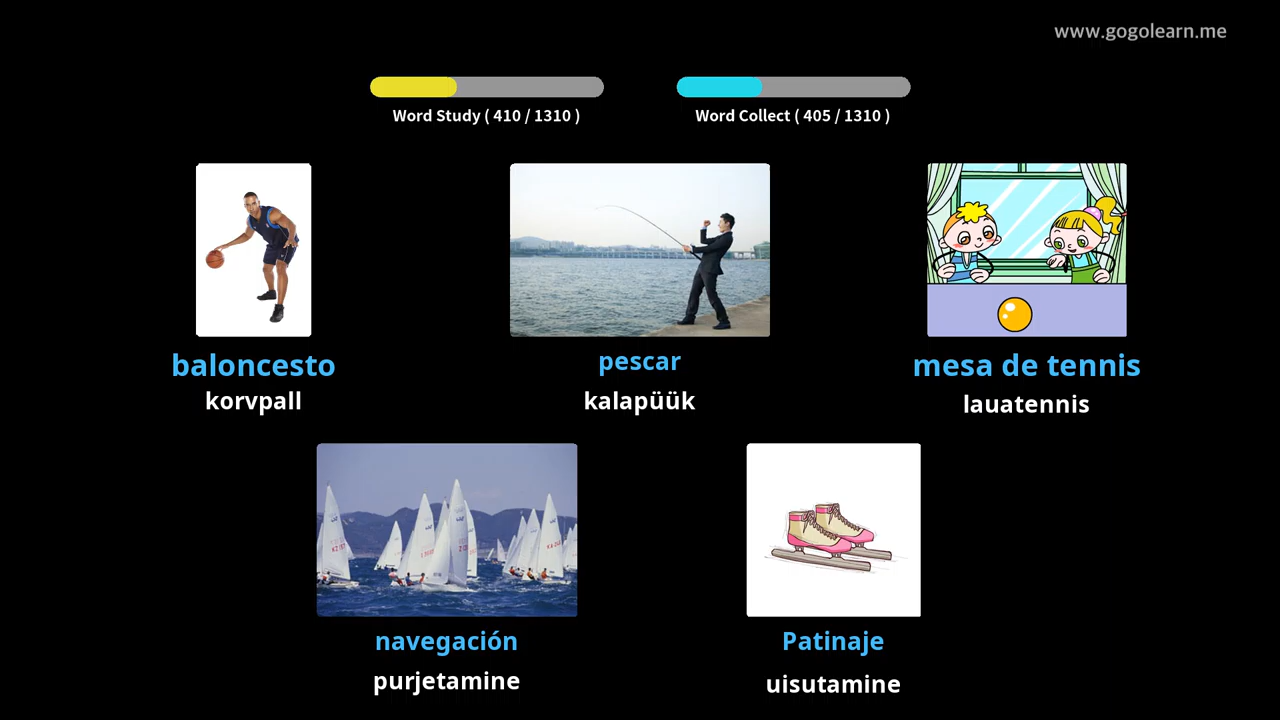 www.gogolearn.me
Word Study ( 410 / 1310 )
Word Collect ( 405 / 1310 )
baloncesto
korvpall
pescar
kalapüük
mesa de tennis
lauatennis
navegación
purjetamine
Patinaje
uisutamine